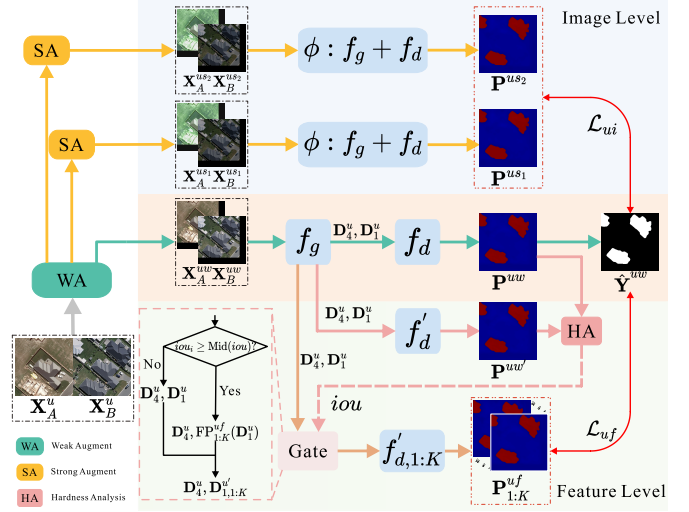 Image Level
SA
X_A^{us_2} X_B^{us_2}
ϕ : f_g + f_d
P^{us_2}
SA
X_A^{us_1} X_B^{us_1}
ϕ : f_g + f_d
P^{us_1}
ℒ_{ui}
WA
X_A^{uw} X_B^{uw}
f_g
D_4^u, D_1^u
f_d
P^{uw}
Ŷ^{uw}
D_4^u, D_1^u
f_d^'
P^{uw'}
HA
X_A^u X_B^u
iou_i ≥ Mid(iou)?
No
Yes
D_4^u, D_1^u
D_4^u, FP_{1:K}^{uf}(D_1^u)
D_4^u, D_{1,1:K}^{u'}
D_4^u, D_1^u
iou
Gate
f_{d,1:K}^'
P_{1:K}^{uf}
ℒ_{uf}
WA Weak Augment
SA Strong Augment
HA Hardness Analysis
Feature Level